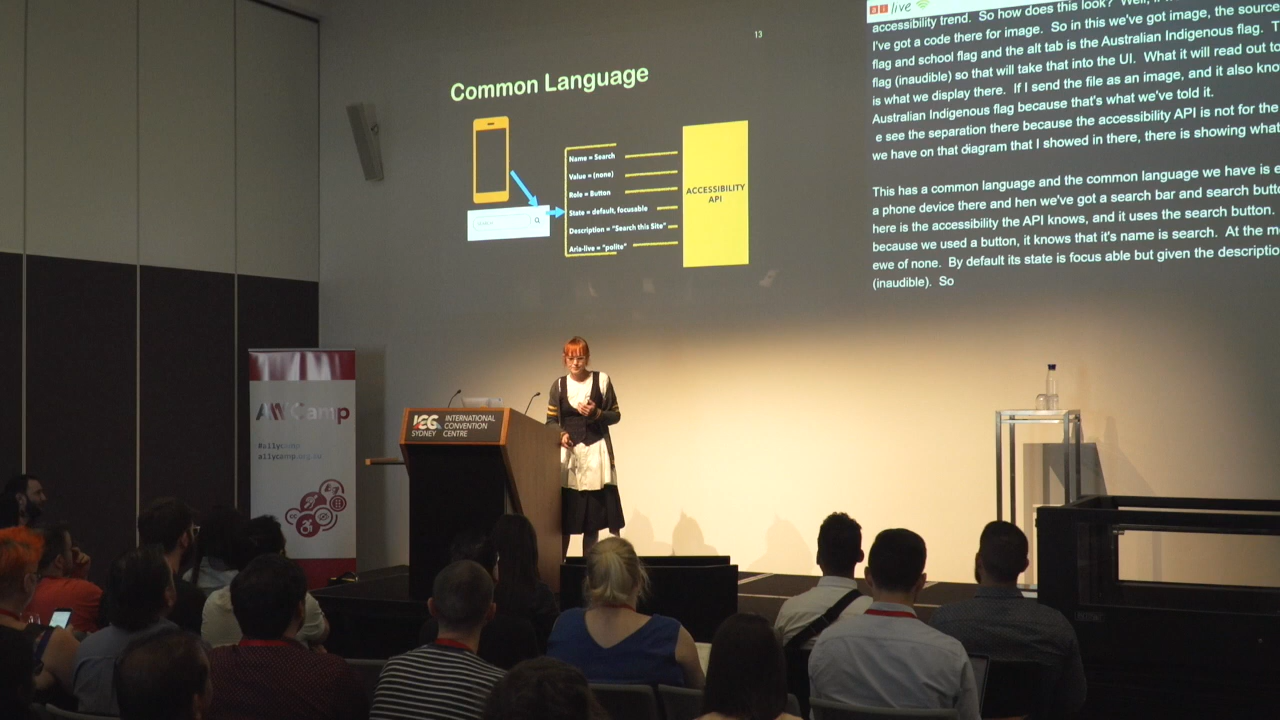 13
Common Language
Name = Search
Value = (none)
Role = Button
State = default, focusable
Description = "Search this Site"
Aria-live = "polite"
ACCESSIBILITY
API
ai live
accessibility trend. So how does this look? Well,
I've got a code there for image. So in this we've got image, the source
flag and school flag and the alt tab is the Australian Indigenous flag. T
flag (inaudible) so that will take that into the UI. What it will read out to
is what we display there. If I send the file as an image, and it also kno
Australian Indigenous flag because that's what we've told it.
e see the separation there because the accessibility API is not for the
we have on that diagram that I showed in there, there is showing what
This has a common language and the common language we have is e
a phone device there and hen we've got a search bar and search butt
here is the accessibility the API knows, and it uses the search button.
because we used a button, it knows that it's name is search. At the m
ewe of none. By default its state is focus able but given the descriptio
(inaudible). So
A11YCamp
#a11ycamp
a11ycamp.org.au
ICC
SYDNEY
INTERNATIONAL
CONVENTION
CENTRE